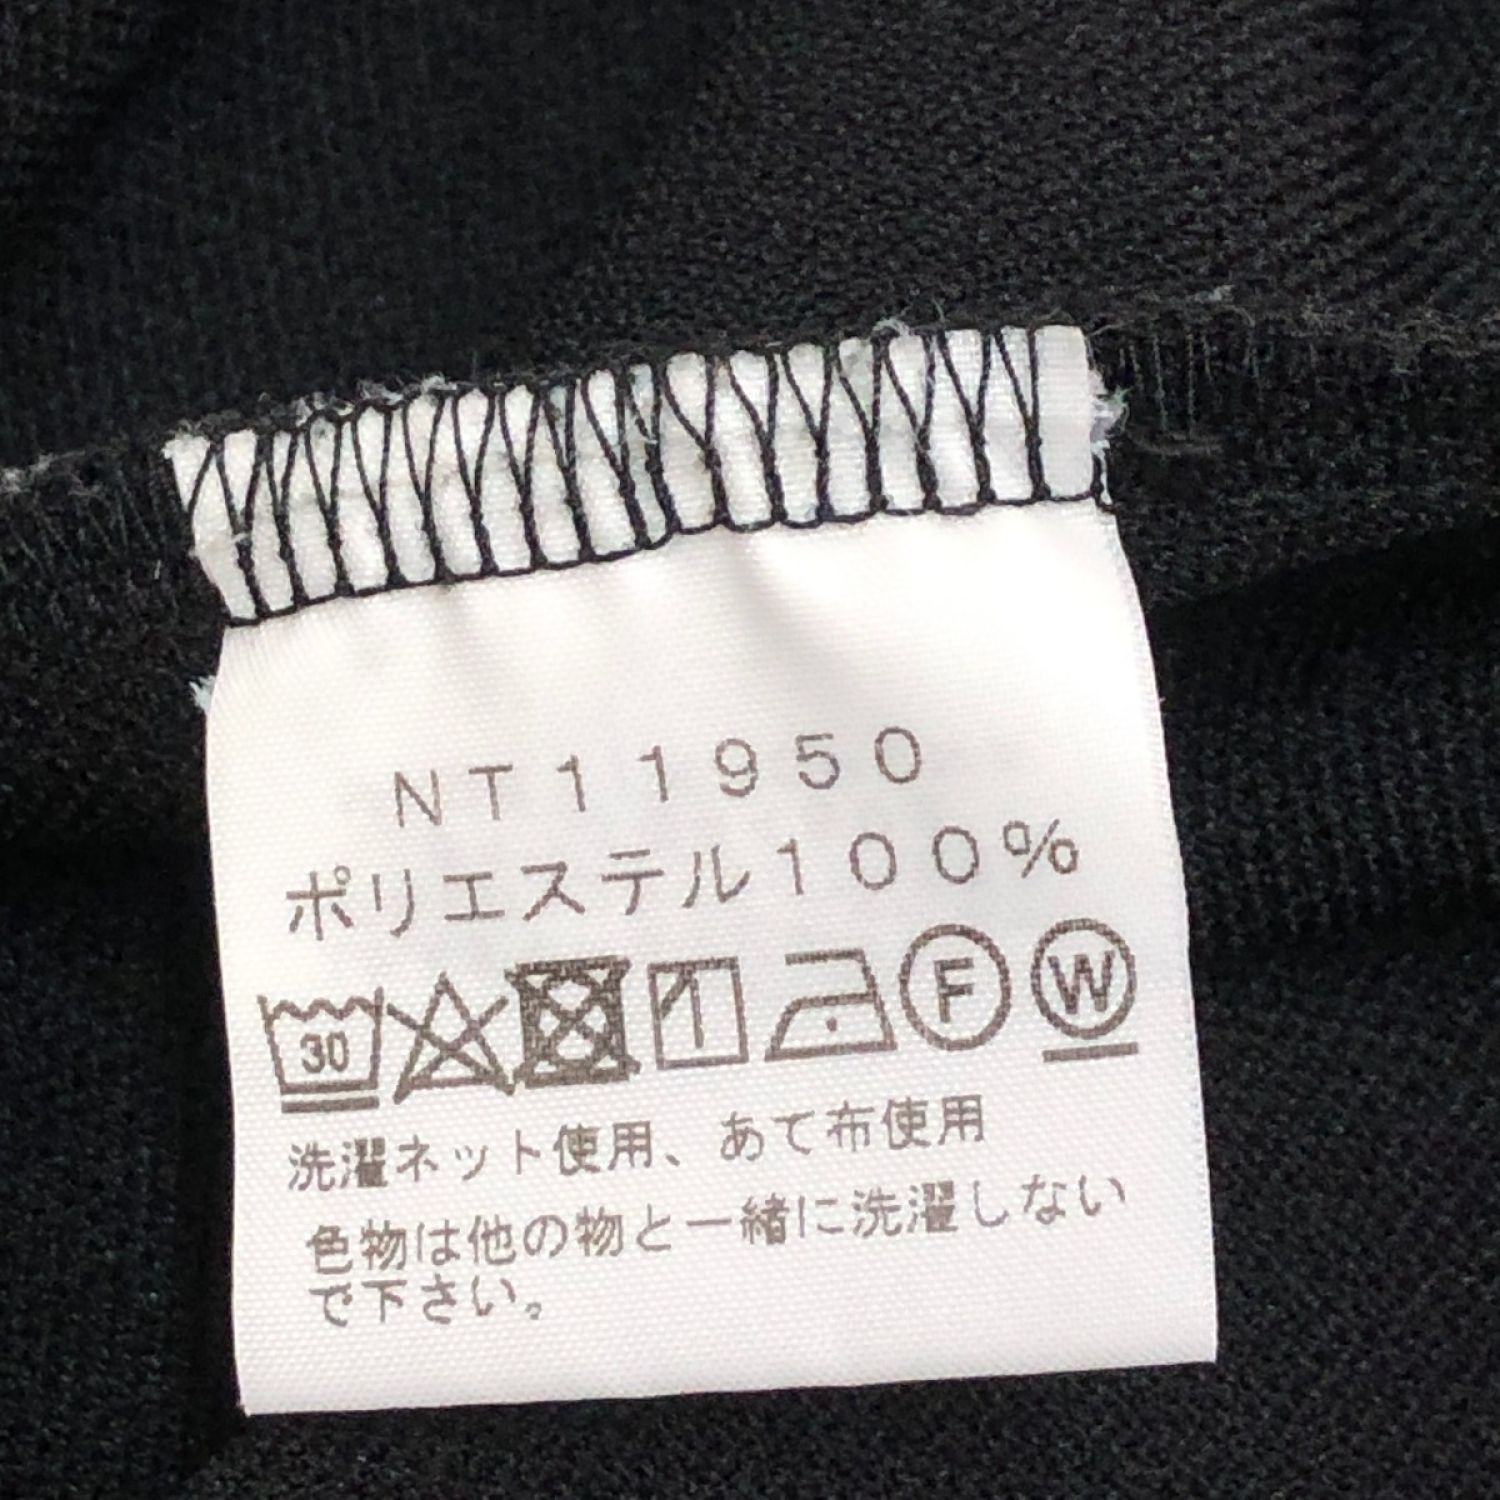 NT11950
ポリエステル100%
30 F W
洗濯ネット使用、あて布使用
色物は他の物と一緒に洗濯しない
で下さい。